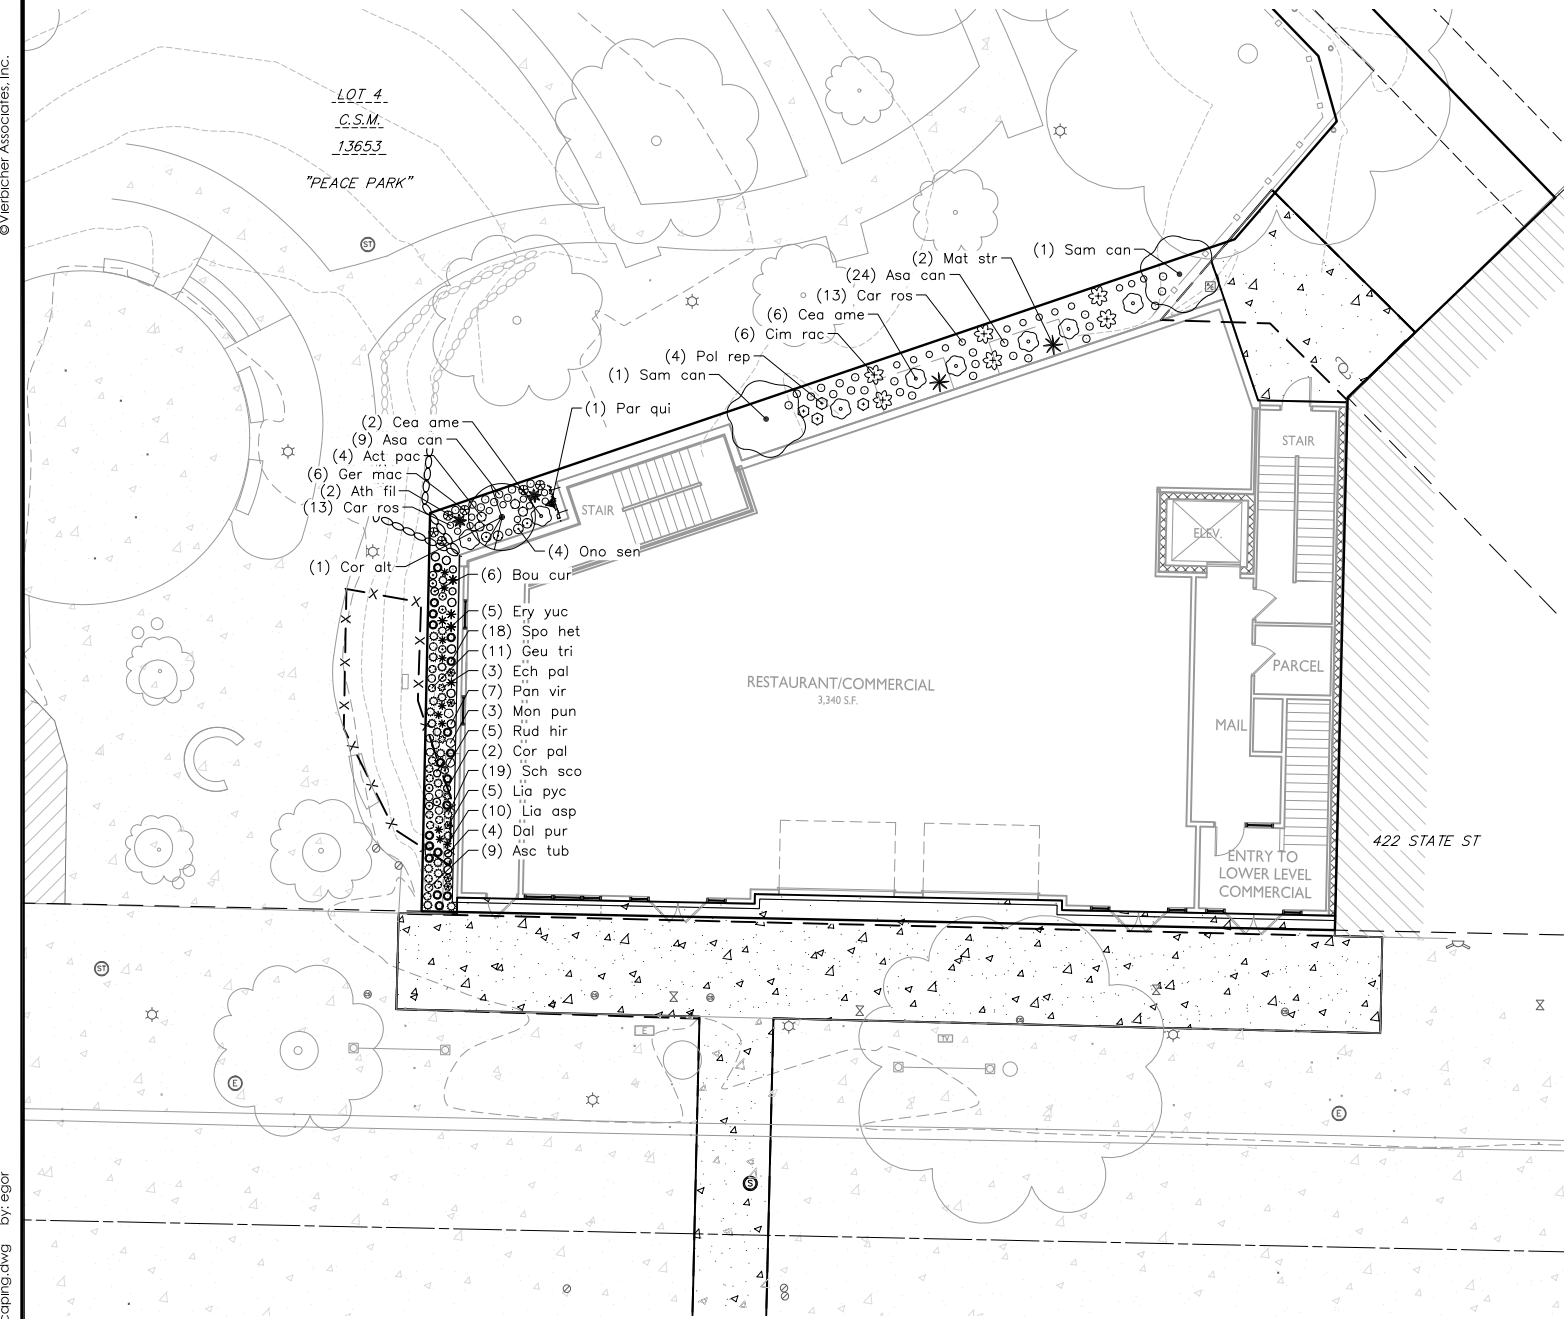 © Vierbicher Associates, Inc.
LOT 4
C.S.M.
13653
"PEACE PARK"
ST
(1) Sam can
(2) Mat str
(24) Asa can
(13) Car ros
(6) Cea ame
(6) Cim rac
(4) Pol rep
(1) Sam can
(1) Par qui
(2) Cea ame
(9) Asa can
(4) Act pac
(6) Ger mac
(2) Ath fil
(13) Car ros
(1) Cor alt
(4) Ono sen
(6) Bou cur
(5) Ery yuc
(18) Spo het
(11) Geu tri
(3) Ech pal
(7) Pan vir
(3) Mon pun
(5) Rud hir
(2) Cor pal
(19) Sch sco
(5) Lia pyc
(10) Lia asp
(4) Dal pur
(9) Asc tub
STAIR
STAIR
ELEV.
PARCEL
MAIL
RESTAURANT/COMMERCIAL
3,340 S.F.
ENTRY TO
LOWER LEVEL
COMMERCIAL
422 STATE ST
ST
E
TV
E
E
S
by: egor
caping.dwg